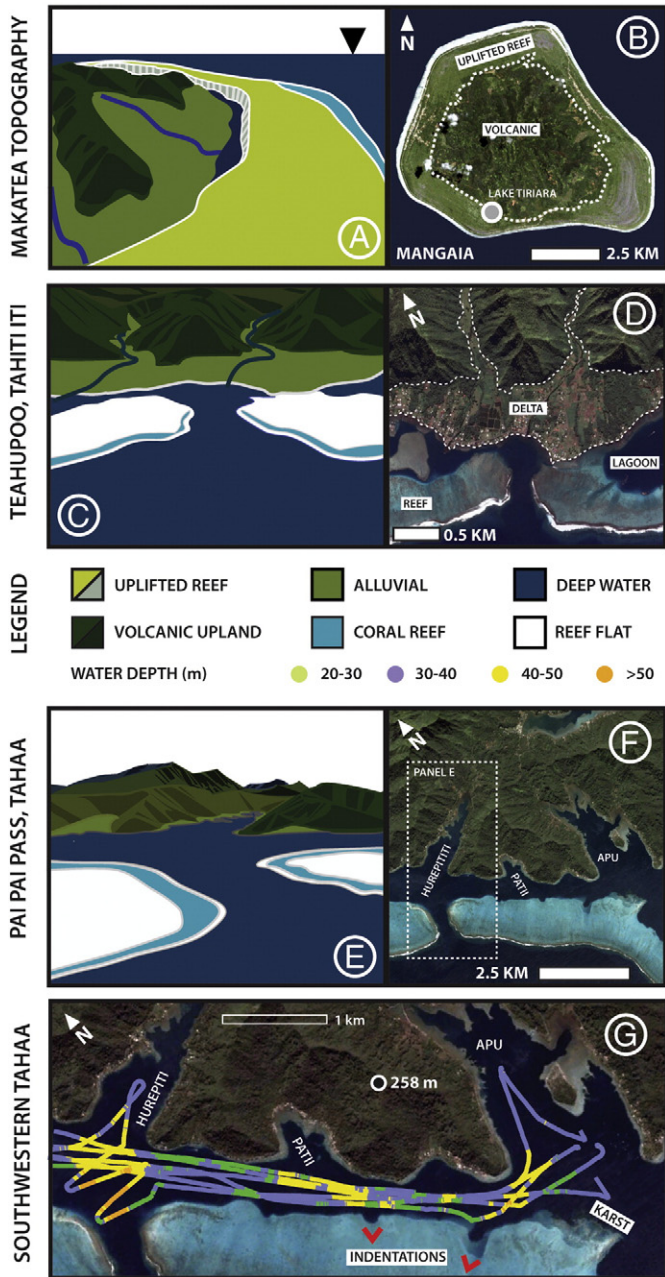 MAKATEA TOPOGRAPHY
A
N
B
UPLIFTED REEF
VOLCANIC
LAKE TIRIARA
MANGAIA
2.5 KM
TEAHUPOO, TAHITI ITI
C
N
D
DELTA
LAGOON
REEF
0.5 KM
LEGEND
UPLIFTED REEF
ALLUVIAL
DEEP WATER
VOLCANIC UPLAND
CORAL REEF
REEF FLAT
WATER DEPTH (m)
20-30
30-40
40-50
>50
PAI PAI PASS, TAHAA
E
N
F
PANEL E
HUREPITITI
PATII
APU
2.5 KM
SOUTHWESTERN TAHAA
N
1 km
G
HUREPITI
PATII
258 m
APU
KARST
INDENTATIONS